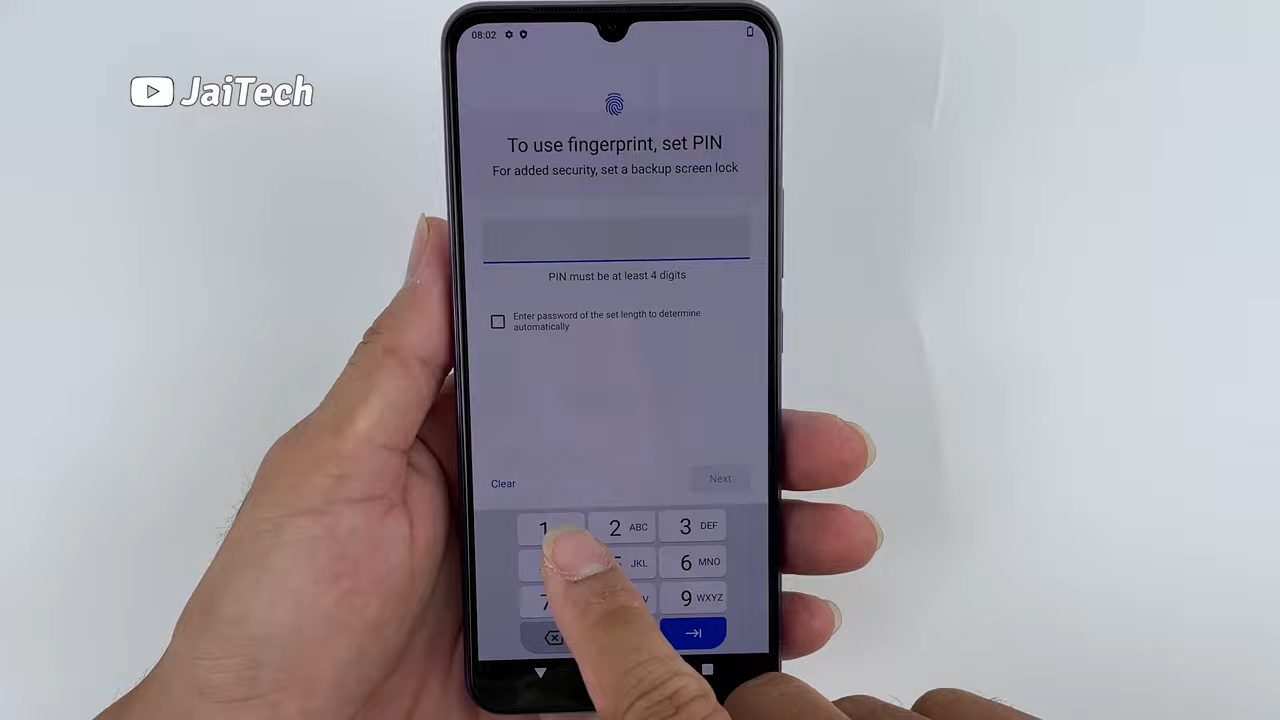 08:02
JaiTech
To use fingerprint, set PIN
For added security, set a backup screen lock
PIN must be at least 4 digits
Enter password of the set length to determine
automatically
Clear
Next
1
2 ABC
3 DEF
JKL
6 MNO
7
9 WXYZ